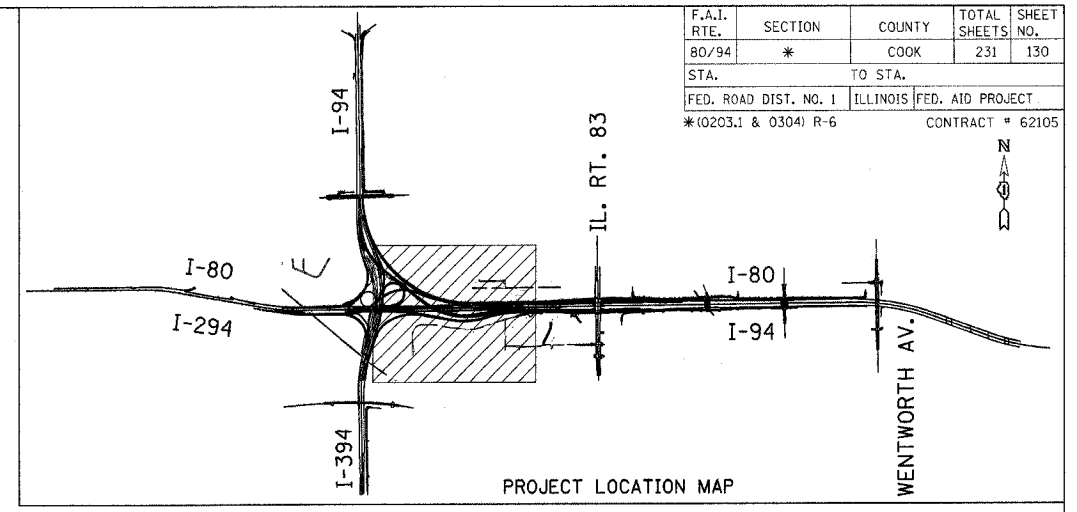 F.A.I. RTE. SECTION COUNTY TOTAL SHEETS SHEET NO.
80/94 * COOK 231 130
STA. TO STA.
FED. ROAD DIST. NO. 1 ILLINOIS FED. AID PROJECT
*(0203.1 & 0304) R-6 CONTRACT # 62105
N
I-94
IL. RT. 83
I-80
I-294
I-80
I-94
WENTWORTH AV.
I-394
PROJECT LOCATION MAP